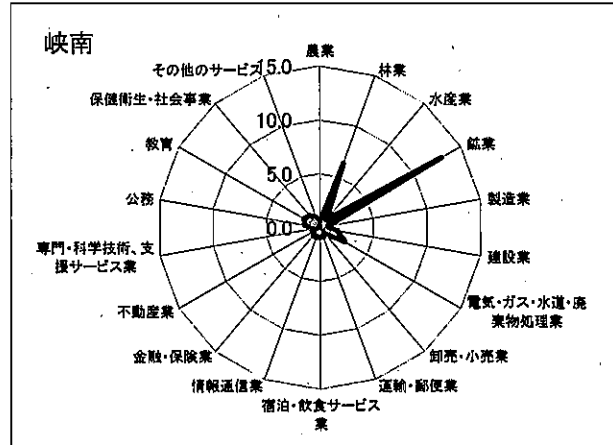 峡南
農業
林業
水産業
鉱業
製造業
建設業
電気・ガス・水道・廃
棄物処理業
卸売・小売業
運輸・郵便業
宿泊・飲食サービス
業
情報通信業
金融・保険業
不動産業
専門・科学技術、支
援サービス業
公務
教育
保健衛生・社会事業
その他のサービス
15.0
10.0
5.0
0.0